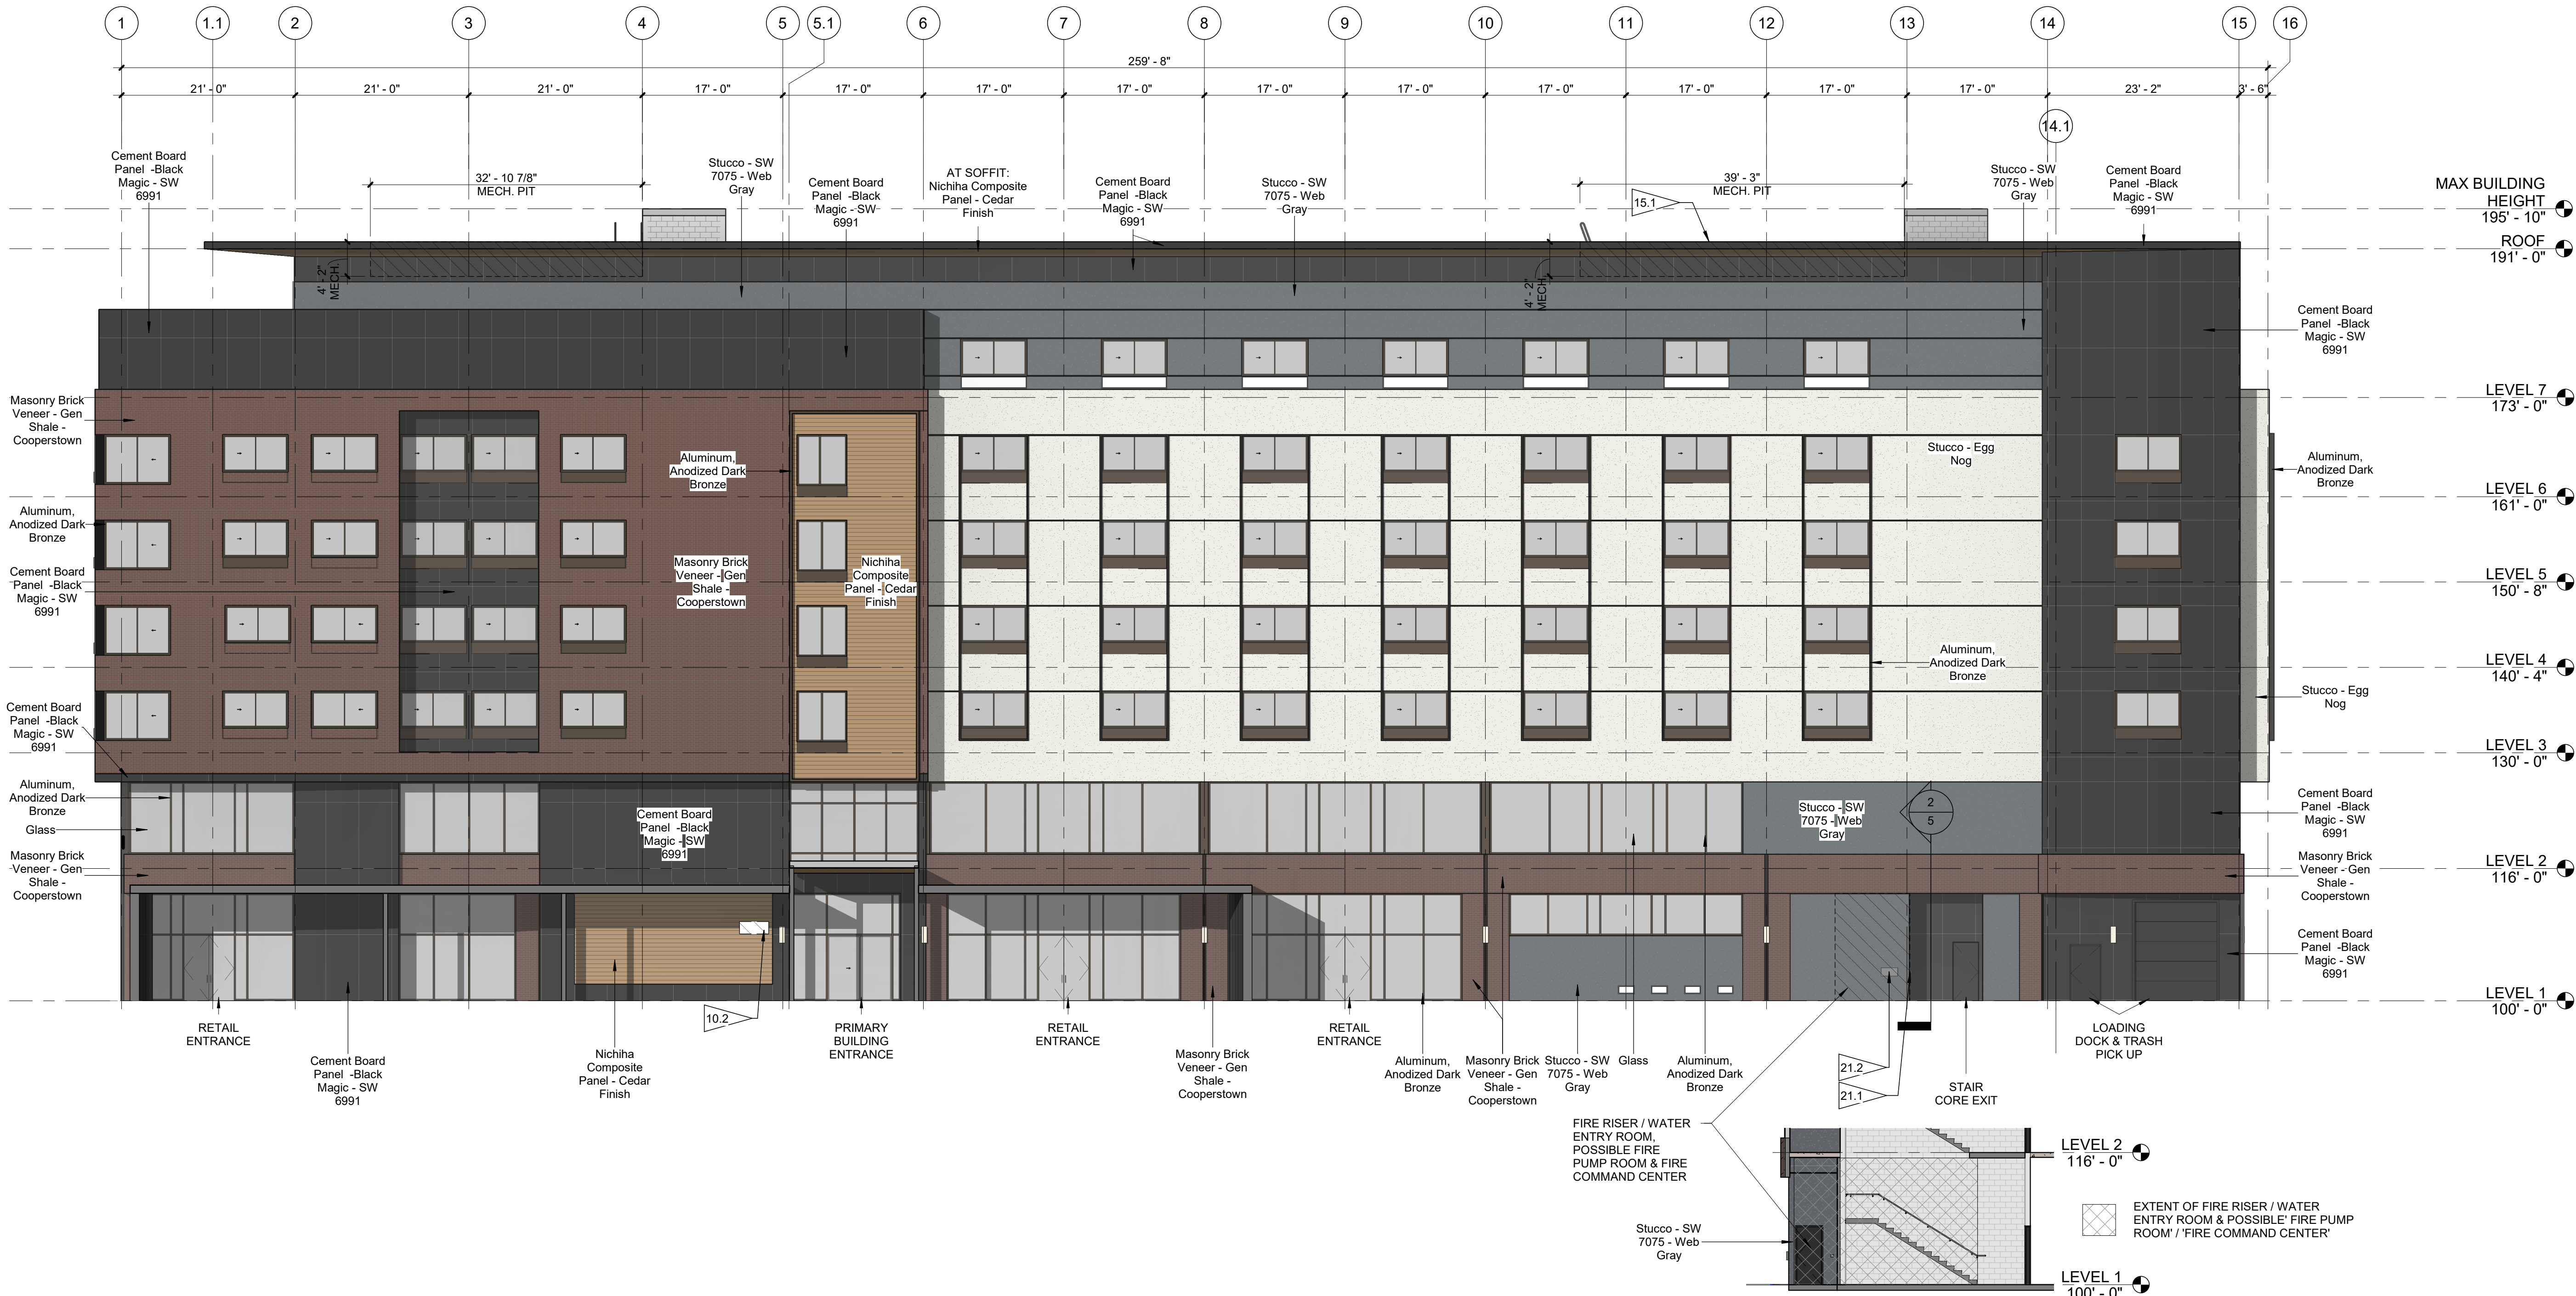 1 1.1 2 3 4 5 5.1 6 7 8 9 10 11 12 13 14 15 16
259' - 8"
21' - 0" 21' - 0" 21' - 0" 17' - 0" 17' - 0" 17' - 0" 17' - 0" 17' - 0" 17' - 0" 17' - 0" 17' - 0" 17' - 0" 23' - 2" 3' - 6"
14.1
Cement Board
Panel -Black
Magic - SW
6991
32' - 10 7/8"
MECH. PIT
Stucco - SW
7075 - Web
Gray
Cement Board
Panel -Black
Magic - SW
6991
AT SOFFIT:
Nichiha Composite
Panel - Cedar
Finish
Cement Board
Panel -Black
Magic - SW
6991
Stucco - SW
7075 - Web
Gray
39' - 3"
MECH. PIT
15.1
Stucco - SW
7075 - Web
Gray
Cement Board
Panel -Black
Magic - SW
6991
MAX BUILDING
HEIGHT
195' - 10"
ROOF
191' - 0"
4' - 2"
MECH.
4' - 2"
MECH.
Cement Board
Panel -Black
Magic - SW
6991
LEVEL 7
173' - 0"
Masonry Brick
Veneer - Gen
Shale -
Cooperstown
Aluminum,
Anodized Dark
Bronze
Stucco - Egg
Nog
Aluminum,
Anodized Dark
Bronze
LEVEL 6
161' - 0"
Aluminum,
Anodized Dark
Bronze
Cement Board
Panel -Black
Magic - SW
6991
Masonry Brick
Veneer - Gen
Shale -
Cooperstown
Nichiha
Composite
Panel - Cedar
Finish
LEVEL 5
150' - 8"
Aluminum,
Anodized Dark
Bronze
LEVEL 4
140' - 4"
Stucco - Egg
Nog
Cement Board
Panel -Black
Magic - SW
6991
LEVEL 3
130' - 0"
Aluminum,
Anodized Dark
Bronze
Glass
Masonry Brick
Veneer - Gen
Shale -
Cooperstown
Cement Board
Panel -Black
Magic - SW
6991
Stucco - SW
7075 - Web
Gray
2
5
Cement Board
Panel -Black
Magic - SW
6991
Masonry Brick
Veneer - Gen
Shale -
Cooperstown
LEVEL 2
116' - 0"
Cement Board
Panel -Black
Magic - SW
6991
LEVEL 1
100' - 0"
RETAIL
ENTRANCE
Cement Board
Panel -Black
Magic - SW
6991
Nichiha
Composite
Panel - Cedar
Finish
10.2
PRIMARY
BUILDING
ENTRANCE
RETAIL
ENTRANCE
Masonry Brick
Veneer - Gen
Shale -
Cooperstown
RETAIL
ENTRANCE
Aluminum,
Anodized Dark
Bronze
Masonry Brick
Veneer - Gen
Shale -
Cooperstown
Stucco - SW
7075 - Web
Gray
Glass
Aluminum,
Anodized Dark
Bronze
21.2
21.1
STAIR
CORE EXIT
LOADING
DOCK & TRASH
PICK UP
FIRE RISER / WATER
ENTRY ROOM,
POSSIBLE FIRE
PUMP ROOM & FIRE
COMMAND CENTER
LEVEL 2
116' - 0"
Stucco - SW
7075 - Web
Gray
EXTENT OF FIRE RISER / WATER
ENTRY ROOM & POSSIBLE' FIRE PUMP
ROOM' / 'FIRE COMMAND CENTER'
LEVEL 1
100' - 0"